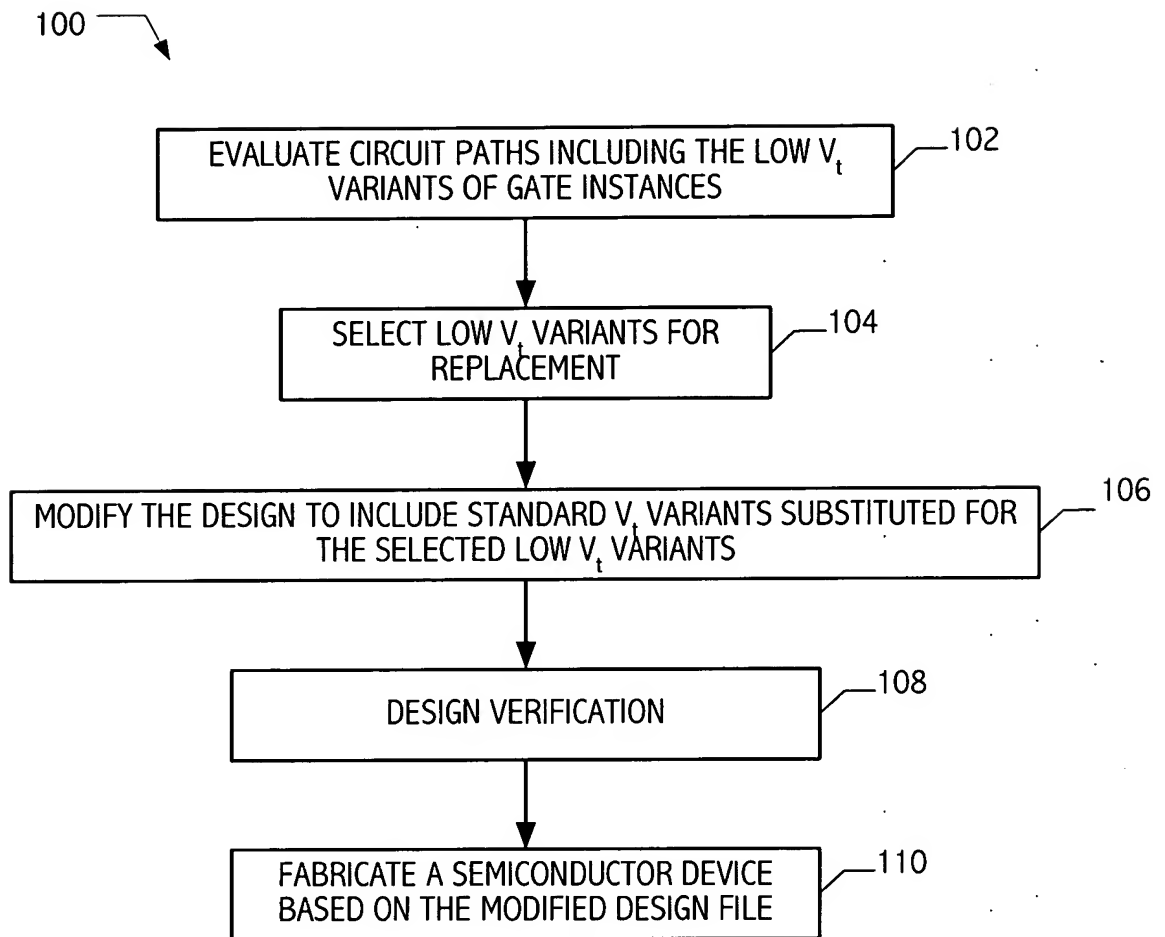 100
EVALUATE CIRCUIT PATHS INCLUDING THE LOW Vt
VARIANTS OF GATE INSTANCES
102
SELECT LOW Vt VARIANTS FOR
REPLACEMENT
104
MODIFY THE DESIGN TO INCLUDE STANDARD Vt VARIANTS SUBSTITUTED FOR
THE SELECTED LOW Vt VARIANTS
106
DESIGN VERIFICATION
108
FABRICATE A SEMICONDUCTOR DEVICE
BASED ON THE MODIFIED DESIGN FILE
110